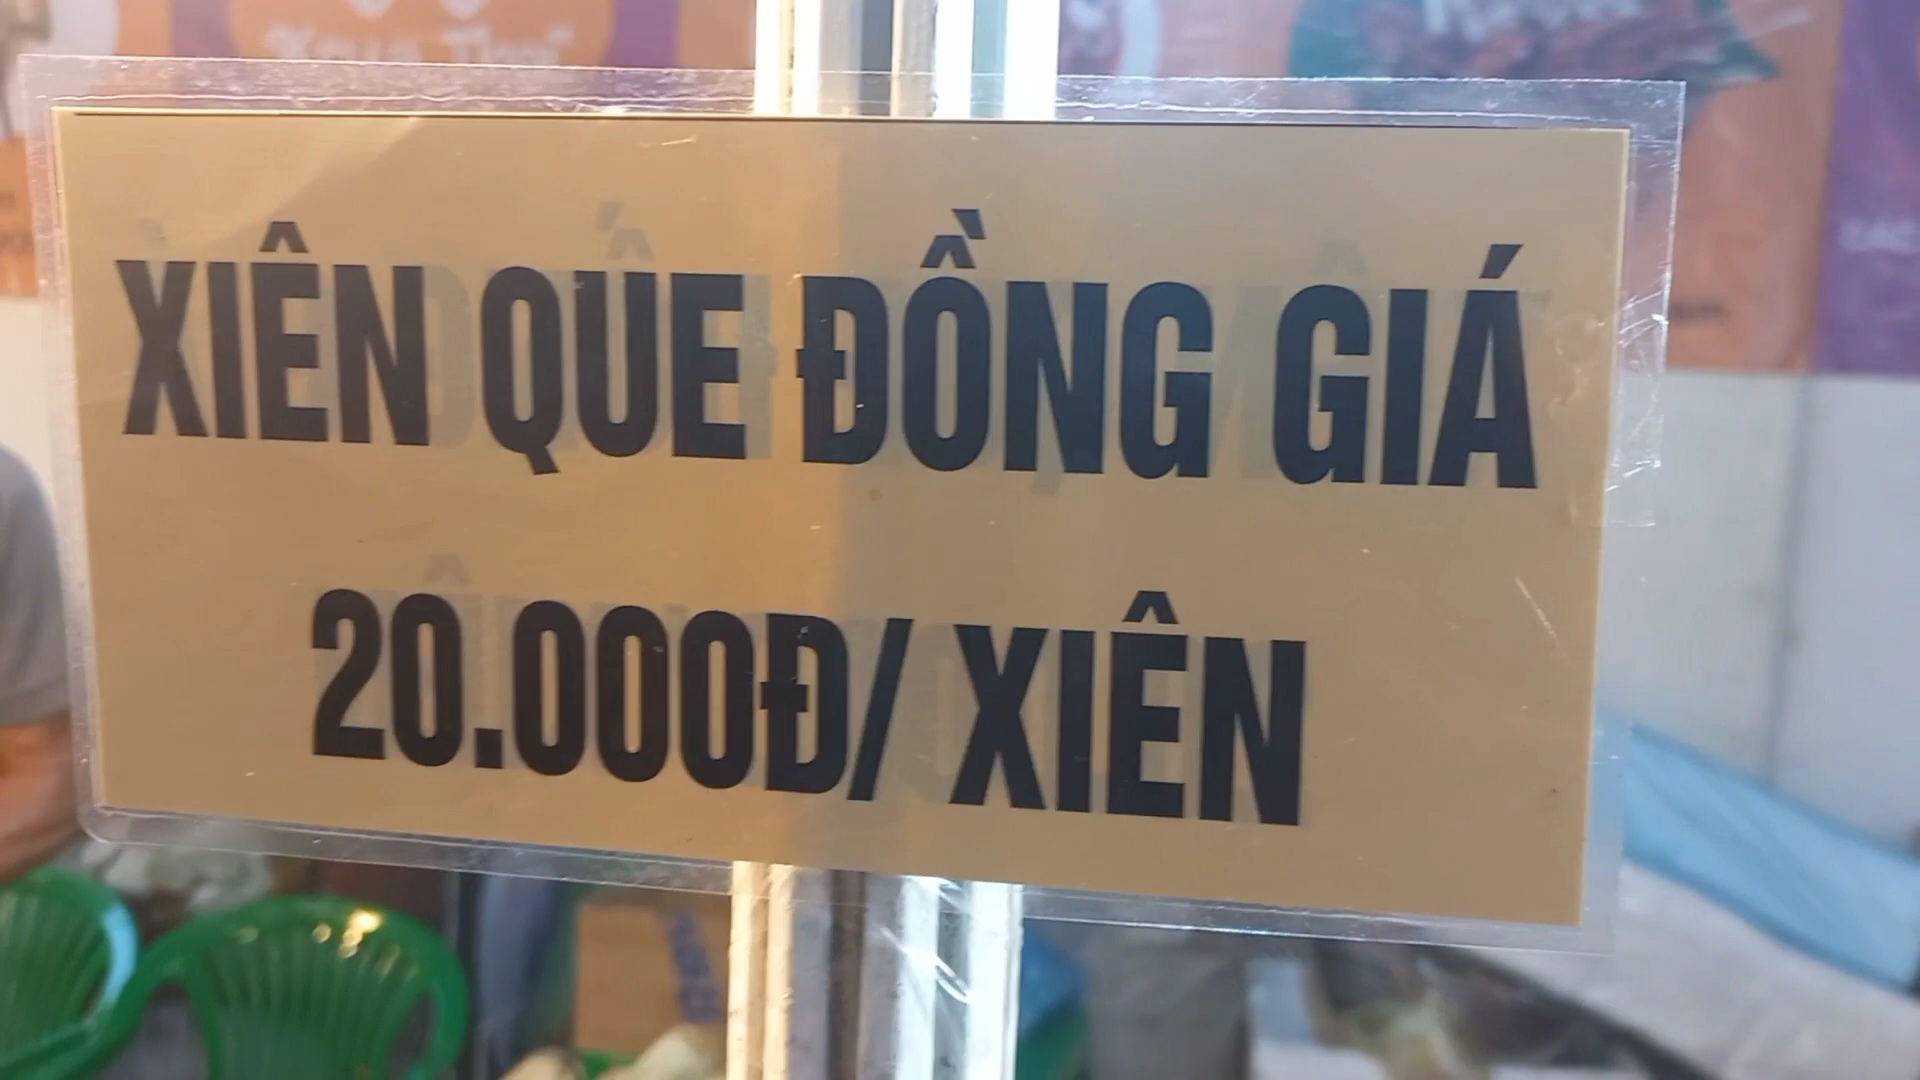 XIÊN QUE ĐỒNG GIÁ
20.000Đ/ XIÊN